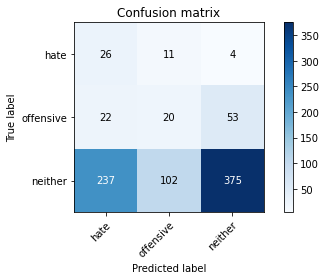 Confusion matrix
350
300
250
200
150
100
50
True label
hate
offensive
neither
26 11 4
22 20 53
237 102 375
hate offensive neither
Predicted label